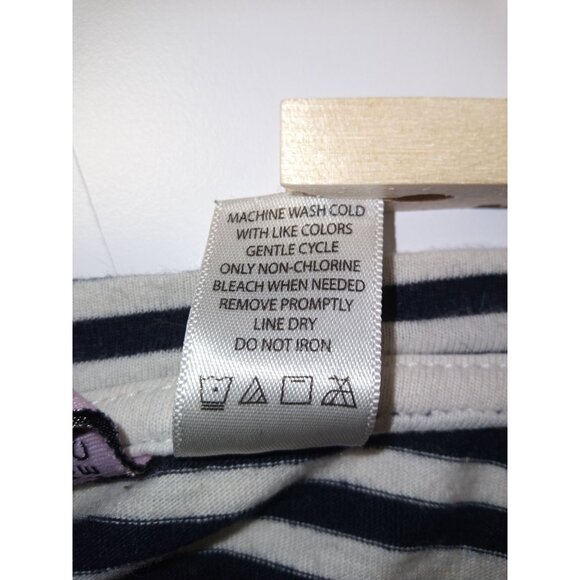 MACHINE WASH COLD
WITH LIKE COLORS
GENTLE CYCLE
ONLY NON-CHLORINE
BLEACH WHEN NEEDED
REMOVE PROMPTLY
LINE DRY
DO NOT IRON